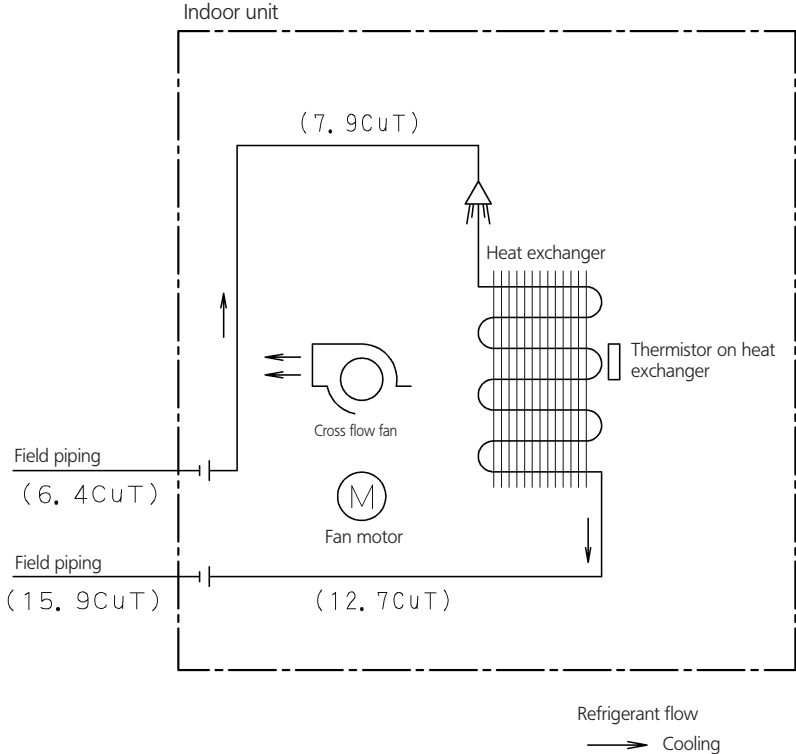 Indoor unit
(7. 9CuT)
Heat exchanger
Thermistor on heat
exchanger
Cross flow fan
Field piping
(6. 4CuT)
M
Fan motor
Field piping
(15. 9CuT)
(12. 7CuT)
Refrigerant flow
Cooling